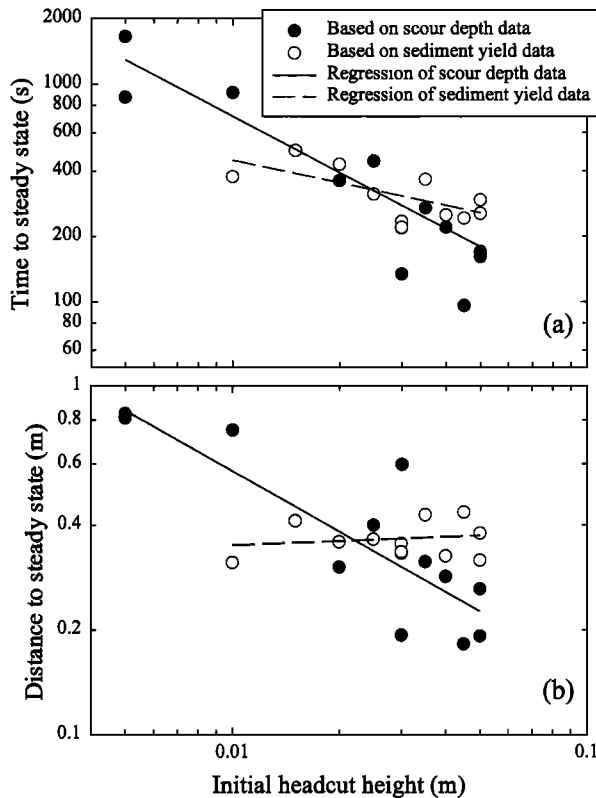 Based on scour depth data
Based on sediment yield data
Regression of scour depth data
Regression of sediment yield data
2000
1000
800
600
400
200
100
80
60
Time to steady state (s)
(a)
1
0.8
0.6
0.4
0.2
0.1
Distance to steady state (m)
(b)
0.01
0.1
Initial headcut height (m)